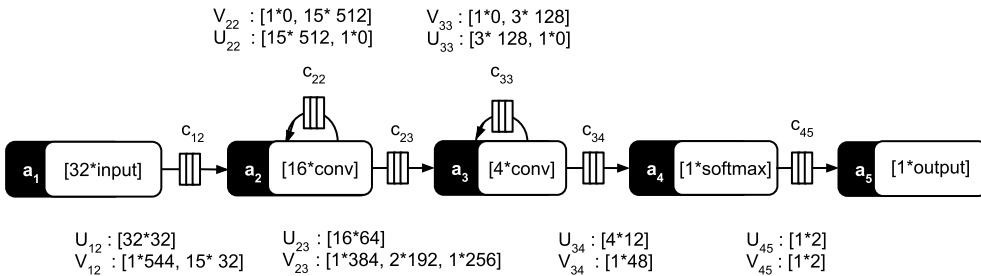 V₂₂ : [1*0, 15* 512] V₃₃ : [1*0, 3* 128]
U₂₂ : [15* 512, 1*0] U₃₃ : [3* 128, 1*0]
c₂₂ c₃₃
c₁₂ c₂₃ c₃₄ c₄₅
a₁ [32*input] a₂ [16*conv] a₃ [4*conv] a₄ [1*softmax] a₅ [1*output]
U₁₂ : [32*32] U₂₃ : [16*64] U₃₄ : [4*12] U₄₅ : [1*2]
V₁₂ : [1*544, 15* 32] V₂₃ : [1*384, 2*192, 1*256] V₃₄ : [1*48] V₄₅ : [1*2]